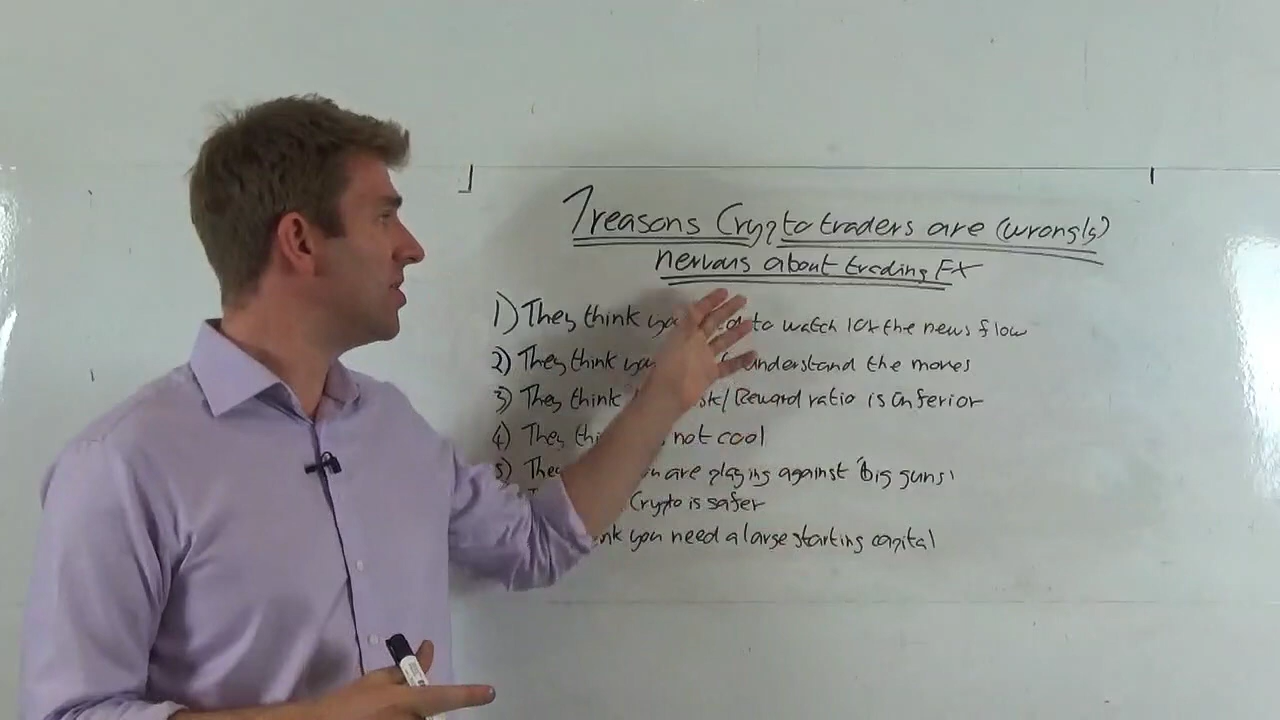 7 reasons Crypto traders are (wrongly)
nervous about trading FX
1) They think you to watch lots the news flow
2) They think you understand the moves
3) They think /Reward ratio is inferior
4) They not cool
5) They are playing against 'big guns'
Crypto is safer
you need a large starting capital